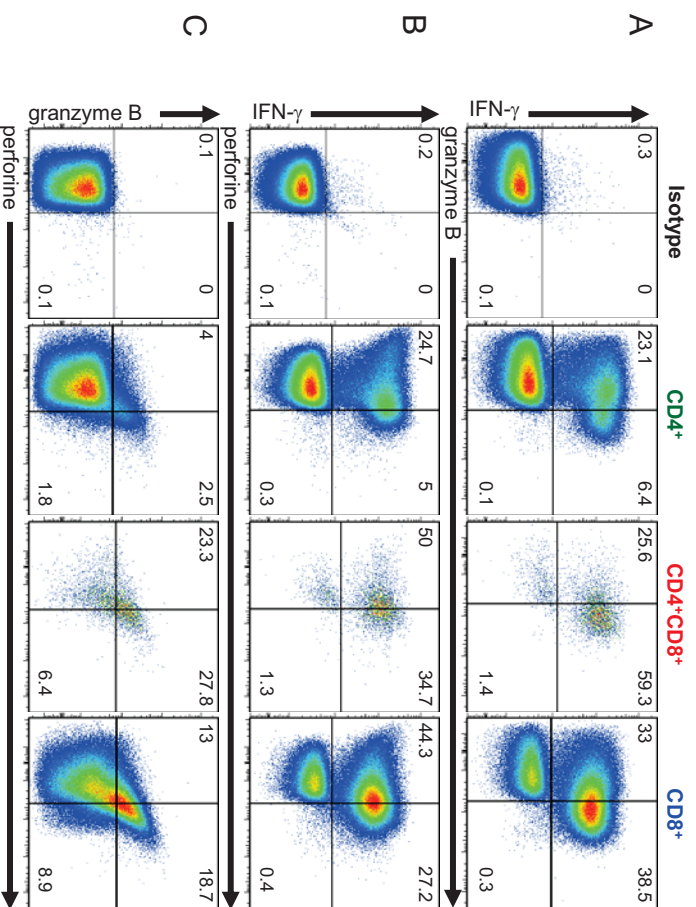 Isotype CD4⁺ CD4⁺CD8⁺ CD8⁺
A
IFN-γ
0.3 0 23.1 6.4 25.6 59.3 33 38.5
0.1 0.1 1.4 0.3
granzyme B
B
IFN-γ
0.2 0 24.7 5 50 34.7 44.3 27.2
0.1 0.3 1.3 0.4
perforine
C
granzyme B
0.1 0 4 2.5 23.3 27.8 13 18.7
0.1 1.8 6.4 8.9
perforine